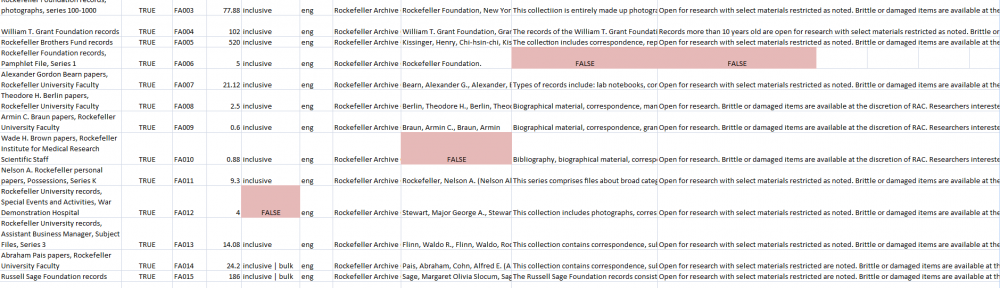 Rockefeller Foundation records,
photographs, series 100-1000 TRUE FA003 77.88 inclusive eng Rockefeller Archive Rockefeller Foundation, New Yor This collectiion is entirely made up photogra Open for research with select materials restricted as noted. Brittle or damaged items are available at the
William T. Grant Foundation records TRUE FA004 102 inclusive eng Rockefeller Archive William T. Grant Foundation, Gran The records of the William T. Grant Foundati Records more than 10 years old are open for research with select materials restricted as noted. Brittle or
Rockefeller Brothers Fund records TRUE FA005 520 inclusive eng Rockefeller Archive Kissinger, Henry, Chi-hsin-chi, Kis The collection includes correspondence, rep Open for research with select materials restricted as noted. Brittle or damaged items are available at the
Rockefeller Foundation records,
Pamphlet File, Series 1 TRUE FA006 5 inclusive eng Rockefeller Archive Rockefeller Foundation. FALSE FALSE
Alexander Gordon Bearn papers,
Rockefeller University Faculty TRUE FA007 21.12 inclusive eng Rockefeller Archive Bearn, Alexander G., Alexander, Types of records include: lab notebooks, cor Open for research with select materials restricted as noted. Brittle or damaged items are available at the
Theodore H. Berlin papers,
Rockefeller University Faculty TRUE FA008 2.5 inclusive eng Rockefeller Archive Berlin, Theodore H., Berlin, Theo Biographical material, correspondence, man Open for research. Brittle or damaged items are available at the discretion of RAC. Researchers intereste
Armin C. Braun papers, Rockefeller
University Faculty TRUE FA009 0.6 inclusive eng Rockefeller Archive Braun, Armin C., Braun, Armin Biographical material, correspondence, gran Open for research. Brittle or damaged items are available at the discretion of RAC. Researchers intereste
Wade H. Brown papers, Rockefeller
Institute for Medical Research
Scientific Staff TRUE FA010 0.88 inclusive eng Rockefeller Archive FALSE Bibliography, biographical material, corresp Open for research. Brittle or damaged items are available at the discretion of RAC. Researchers intereste
Nelson A. Rockefeller personal
papers, Possessions, Series K TRUE FA011 9.3 inclusive eng Rockefeller Archive Rockefeller, Nelson A. (Nelson Al This series comprises files about broad categ Open for research with select materials restricted as noted. Brittle or damaged items are available at the
Rockefeller University records,
Special Events and Activities, War
Demonstration Hospital TRUE FA012 4 FALSE eng Rockefeller Archive Stewart, Major George A., Stewar This collection includes photographs, corres Open for research with select materials restricted as noted. Brittle or damaged items are available at the
Rockefeller University records,
Assistant Business Manager, Subject
Files, Series 3 TRUE FA013 14.08 inclusive eng Rockefeller Archive Flinn, Waldo R., Flinn, Waldo, Roc This collection contains correspondence, sul Open for research with select materials restricted as noted. Brittle or damaged items are available at the
Abraham Pais papers, Rockefeller
University Faculty TRUE FA014 24.2 inclusive | bulk eng Rockefeller Archive Pais, Abraham, Cohn, Alfred E. (A This collection contains correspondence, sul Open for research with select materials restricted are noted. Brittle or damaged items are available at t
Russell Sage Foundation records TRUE FA015 186 inclusive | bulk eng Rockefeller Archive Sage, Margaret Olivia Slocum, Sag The Russell Sage Foundation records consist Open for research with select materials restricted as noted. Brittle or damaged items are available at the